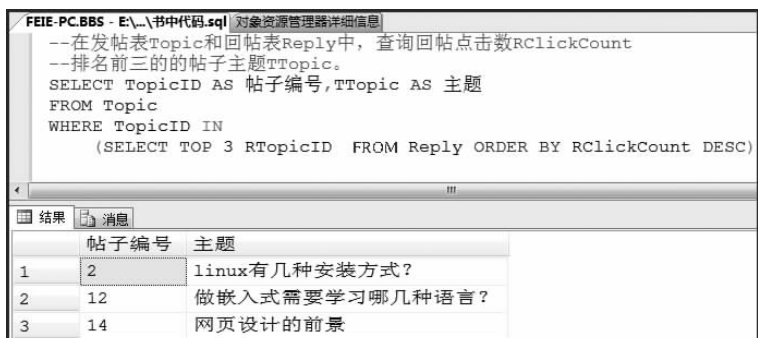 FEIE-PC.BBS - E:\...\书中代码.sql 对象资源管理器详细信息
--在发帖表Topic和回帖表Reply中，查询回帖点击数RClickCount
--排名前三的的帖子主题TTopic。
SELECT TopicID AS 帖子编号,TTopic AS 主题
FROM Topic
WHERE TopicID IN
(SELECT TOP 3 RTopicID FROM Reply ORDER BY RClickCount DESC)
结果 消息
帖子编号 主题
1 2 linux有几种安装方式？
2 12 做嵌入式需要学习哪几种语言？
3 14 网页设计的前景